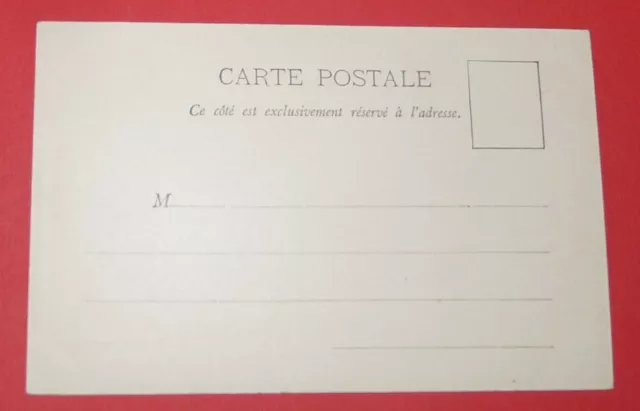 CARTE POSTALE
Ce côté est exclusivement réservé à l'adresse.
M